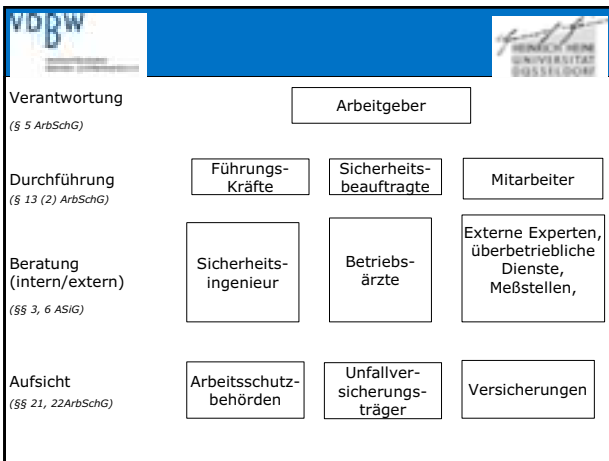 VDBW
HEINRICH HEINE
UNIVERSITÄT
DÜSSELDORF
Verantwortung
(§ 5 ArbSchG)
Arbeitgeber
Durchführung
(§ 13 (2) ArbSchG)
Führungs-
Kräfte
Sicherheits-
beauftragte
Mitarbeiter
Beratung
(intern/extern)
(§§ 3, 6 ASiG)
Sicherheits-
ingenieur
Betriebs-
ärzte
Externe Experten,
überbetriebliche
Dienste,
Meßstellen,
Aufsicht
(§§ 21, 22ArbSchG)
Arbeitsschutz-
behörden
Unfallver-
sicherungs-
träger
Versicherungen